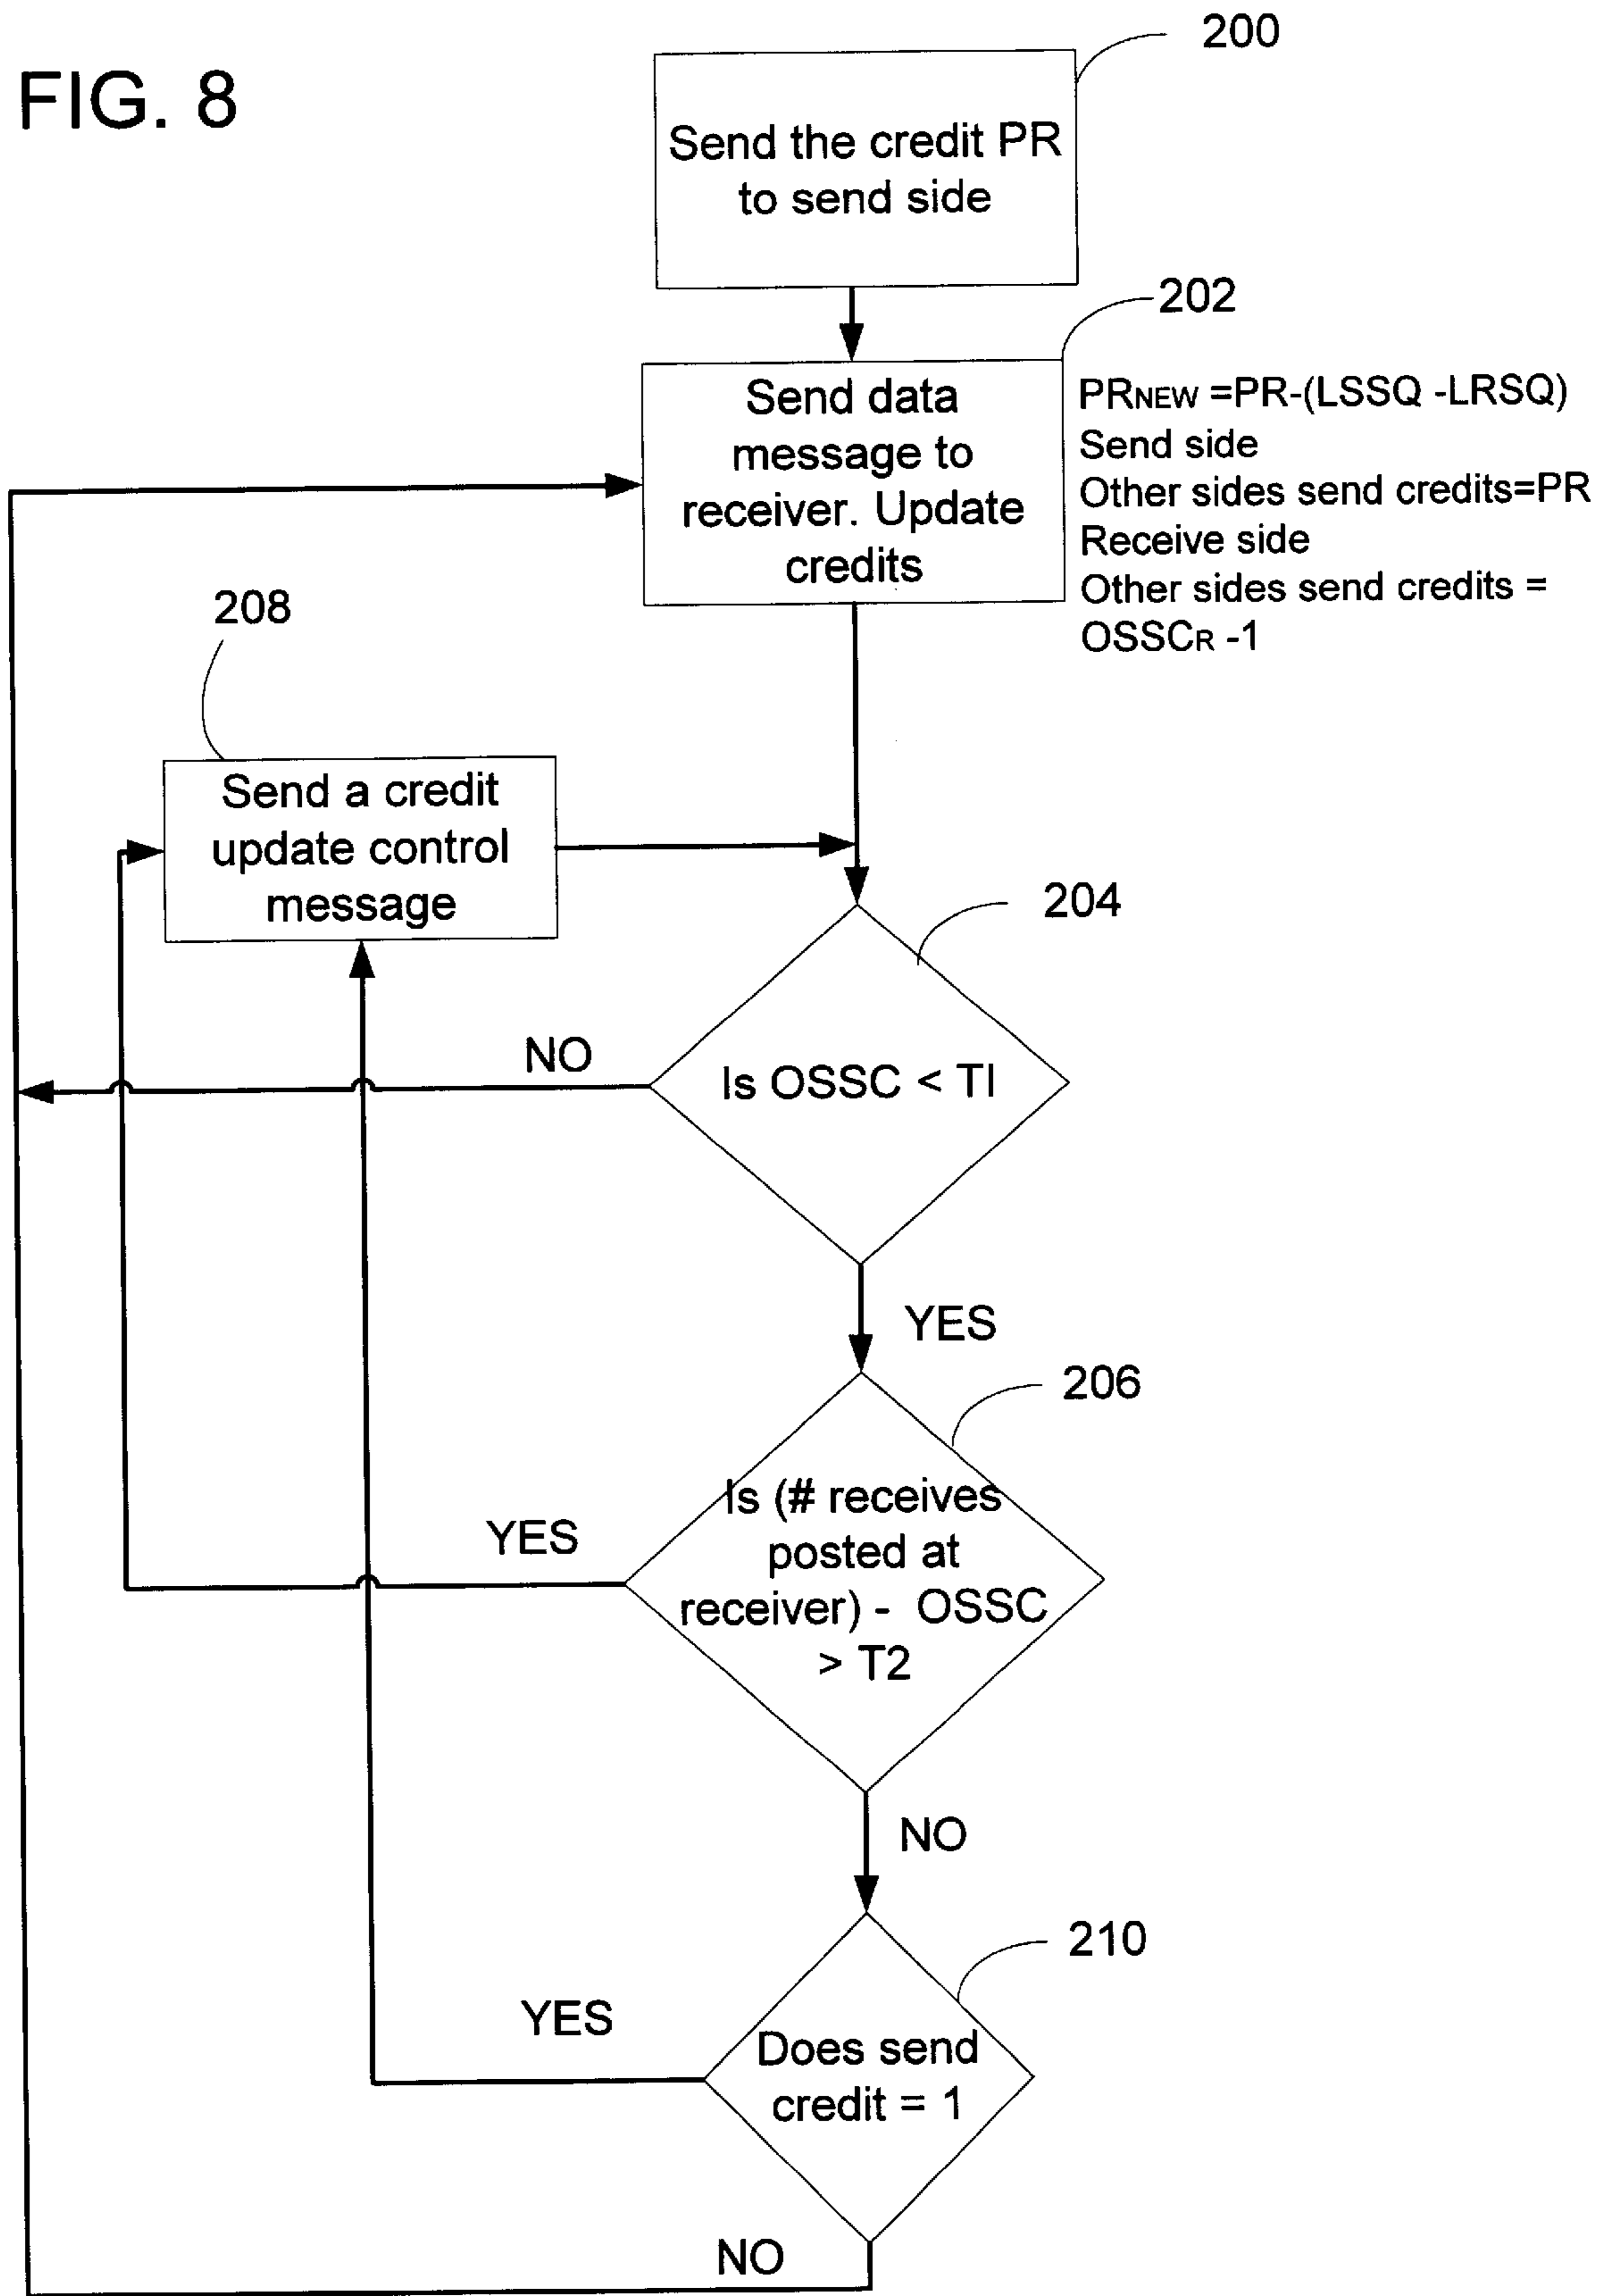 FIG. 8
200
Send the credit PR
to send side
202
Send data
message to
receiver. Update
credits
PRNEW =PR-(LSSQ -LRSQ)
Send side
Other sides send credits=PR
Receive side
Other sides send credits =
OSSCR -1
208
Send a credit
update control
message
204
NO
Is OSSC < TI
YES
206
Is (# receives
posted at
receiver) - OSSC
> T2
YES
NO
210
YES
Does send
credit = 1
NO